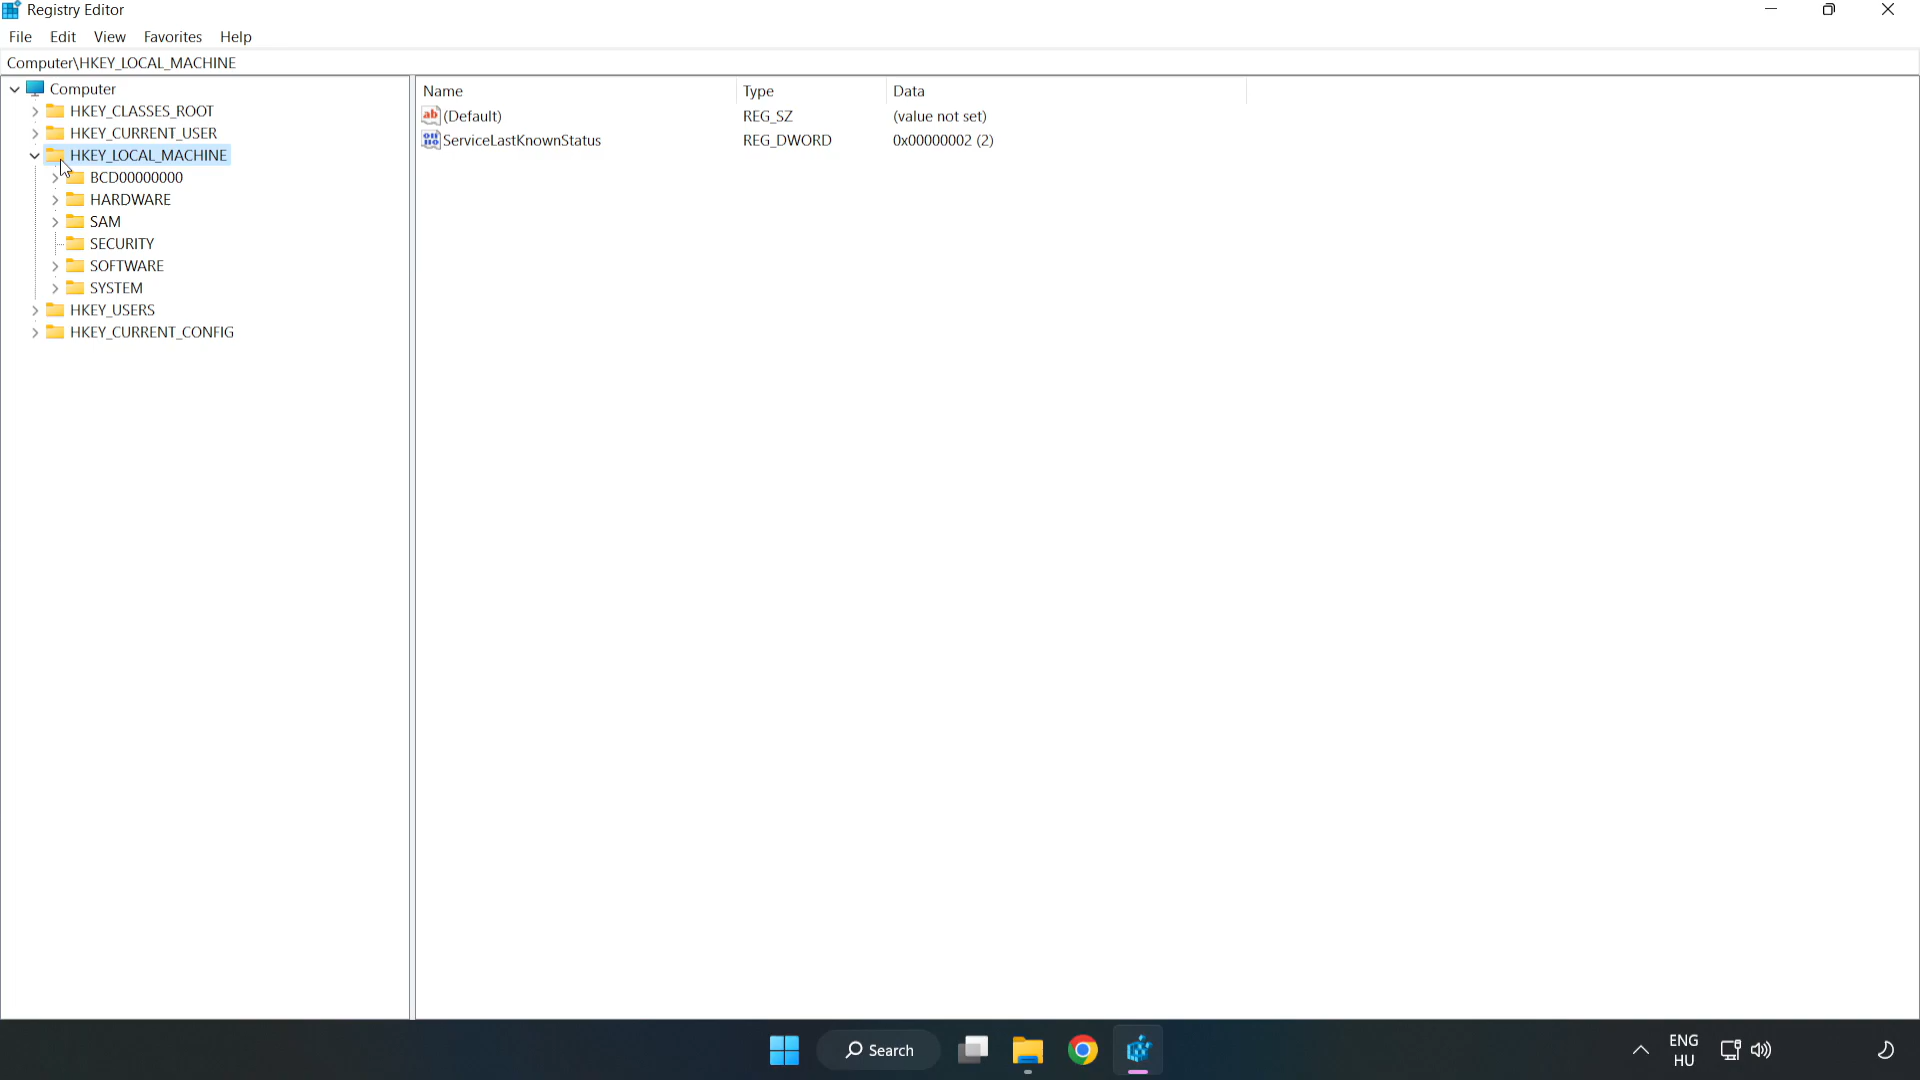 Registry Editor
File Edit View Favorites Help
Computer\HKEY_LOCAL_MACHINE
Computer
HKEY_CLASSES_ROOT
HKEY_CURRENT_USER
HKEY_LOCAL_MACHINE
BCD00000000
HARDWARE
SAM
SECURITY
SOFTWARE
SYSTEM
HKEY_USERS
HKEY_CURRENT_CONFIG
Name Type Data
(Default) REG_SZ (value not set)
ServiceLastKnownStatus REG_DWORD 0x00000002 (2)
Search
ENG
HU